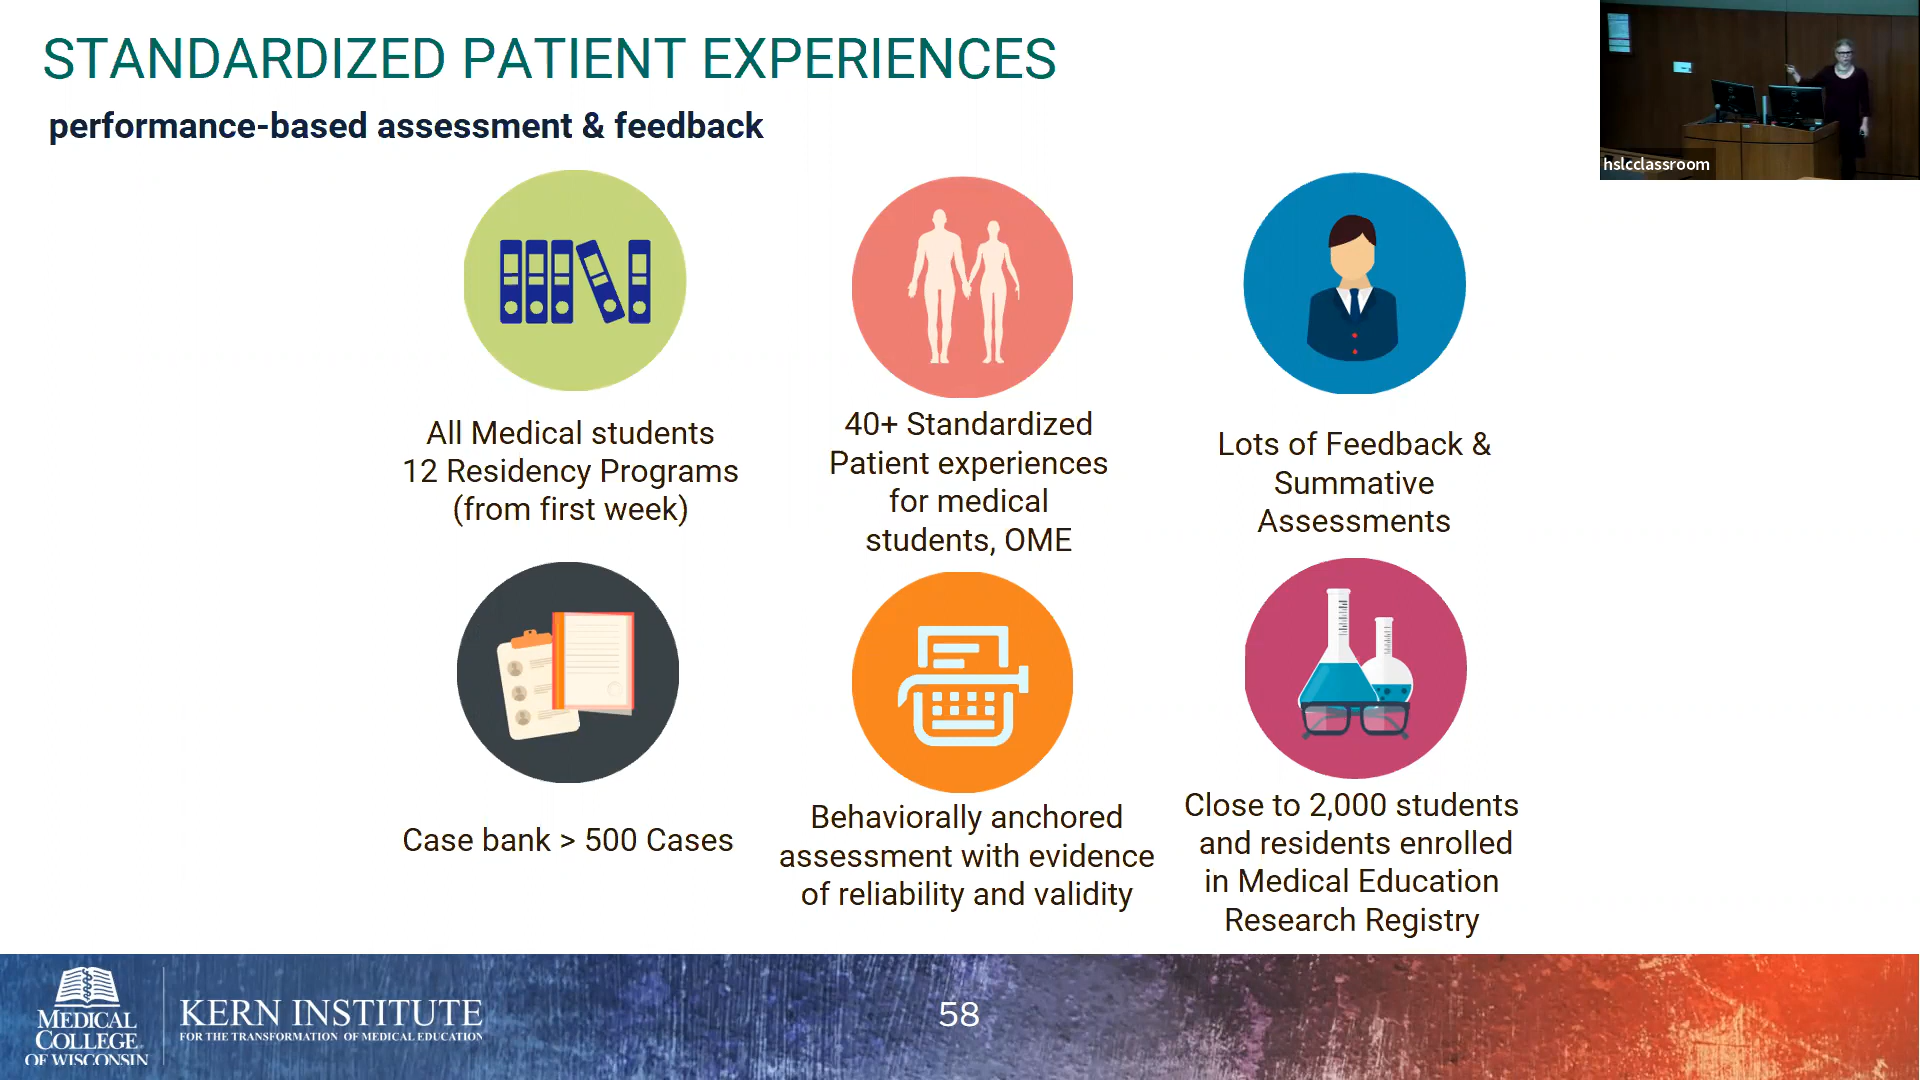 STANDARDIZED PATIENT EXPERIENCES
performance-based assessment & feedback
hslcclassroom
All Medical students
12 Residency Programs
(from first week)
40+ Standardized
Patient experiences
for medical
students, OME
Lots of Feedback &
Summative
Assessments
Case bank > 500 Cases
Behaviorally anchored
assessment with evidence
of reliability and validity
Close to 2,000 students
and residents enrolled
in Medical Education
Research Registry
MEDICAL
COLLEGE
OF WISCONSIN
KERN INSTITUTE
FOR THE TRANSFORMATION OF MEDICAL EDUCATION
58